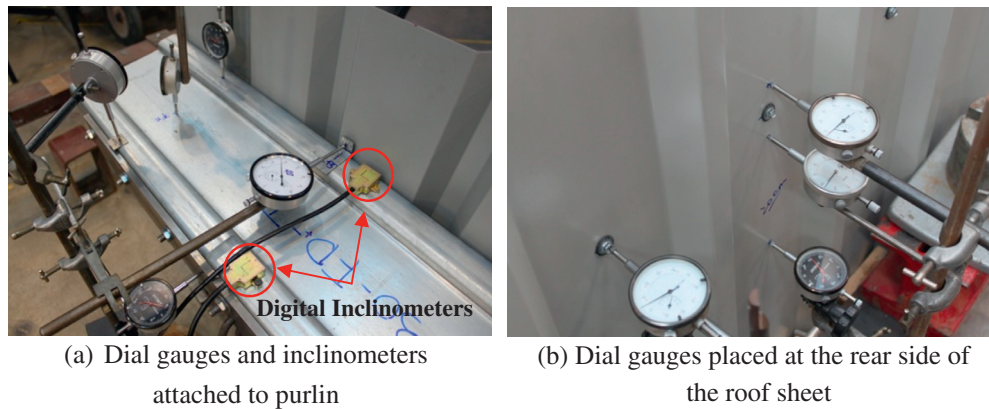 Digital Inclinometers
(a) Dial gauges and inclinometers
attached to purlin
(b) Dial gauges placed at the rear side of
the roof sheet